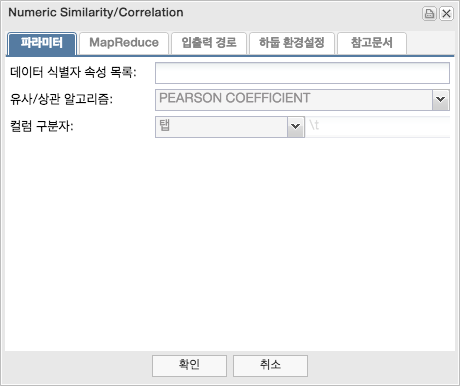 Numeric Similarity/Correlation
파라미터 MapReduce 입출력 경로 하둡 환경설정 참고문서
데이터 식별자 속성 목록:
유사/상관 알고리즘: PEARSON COEFFICIENT
컬럼 구분자: 탭 \t
확인 취소